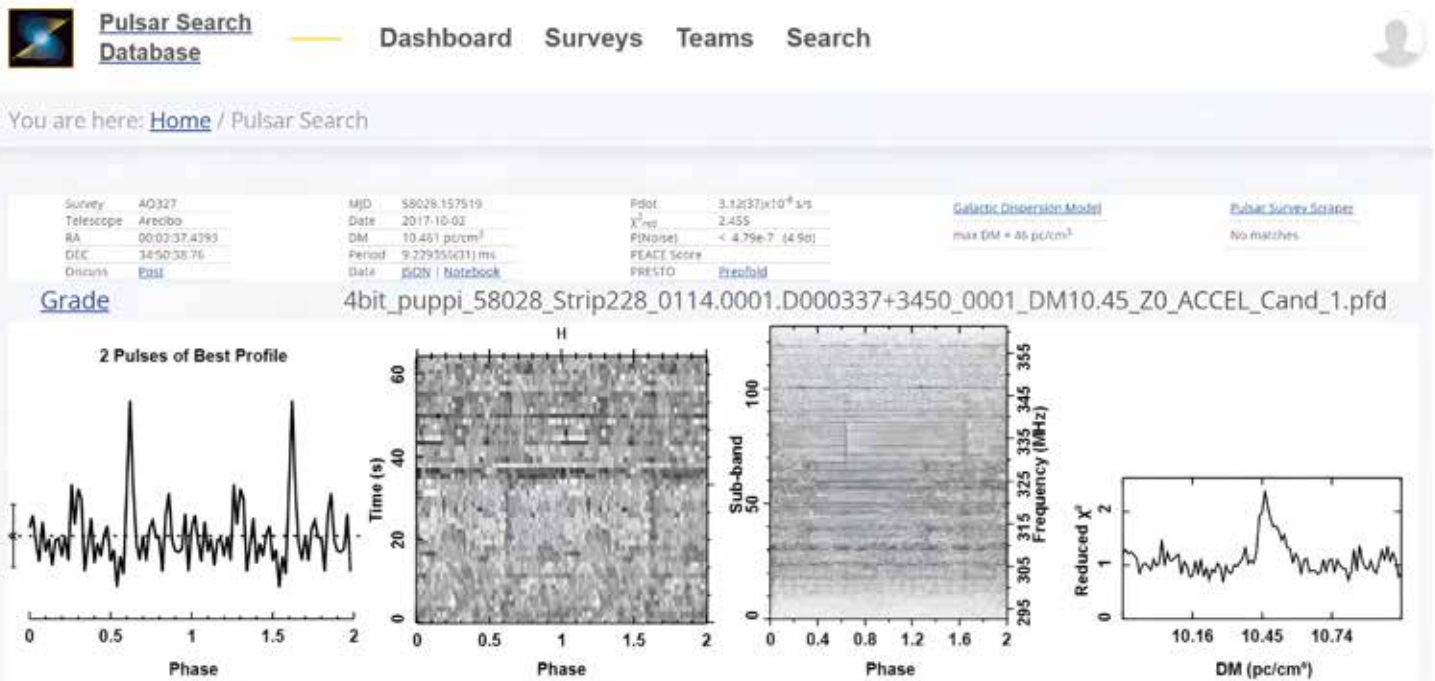 Pulsar Search
Database
Dashboard Surveys Teams Search
You are here: Home / Pulsar Search
Survey AO327
Telescope Arecibo
RA 00:03:37.4393
DEC 34:50:38.76
Discuss Post
MJD 58028.157519
Date 2017-10-02
DM 10.461 pc/cm³
Period 9.229355(31) ms
Data JSON | Notebook
Pdot 3.12(37)x10⁻⁸ s/s
χ²red 2.455
P(Noise) < 4.79e-7 (4.9σ)
PEACE Score
PRESTO Prepfold
Galactic Dispersion Model
max DM = 46 pc/cm³
Pulsar Survey Scraper
No matches
Grade
4bit_puppi_58028_Strip228_0114.0001.D000337+3450_0001_DM10.45_Z0_ACCEL_Cand_1.pfd
2 Pulses of Best Profile
0 0.5 1 1.5 2
Phase
H
Time (s)
60
40
20
0
0 0.5 1 1.5 2
Phase
Sub-band
100
50
0
Frequency (MHz)
355
345
335
325
315
305
295
0 0.4 0.8 1.2 1.6 2
Phase
Reduced χ²
2
1
0
10.16 10.45 10.74
DM (pc/cm³)